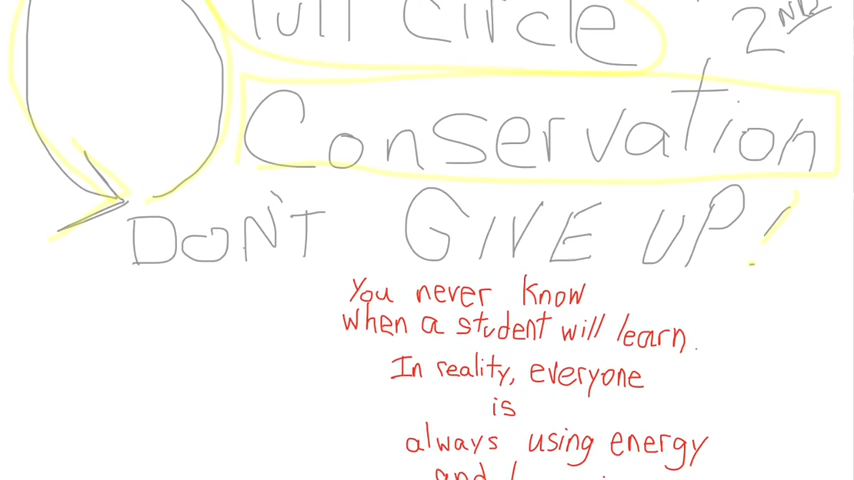 Full Circle 2ND
Conservation
DON'T GIVE UP!
You never know
when a student will learn.
In reality, everyone
is
always using energy
and